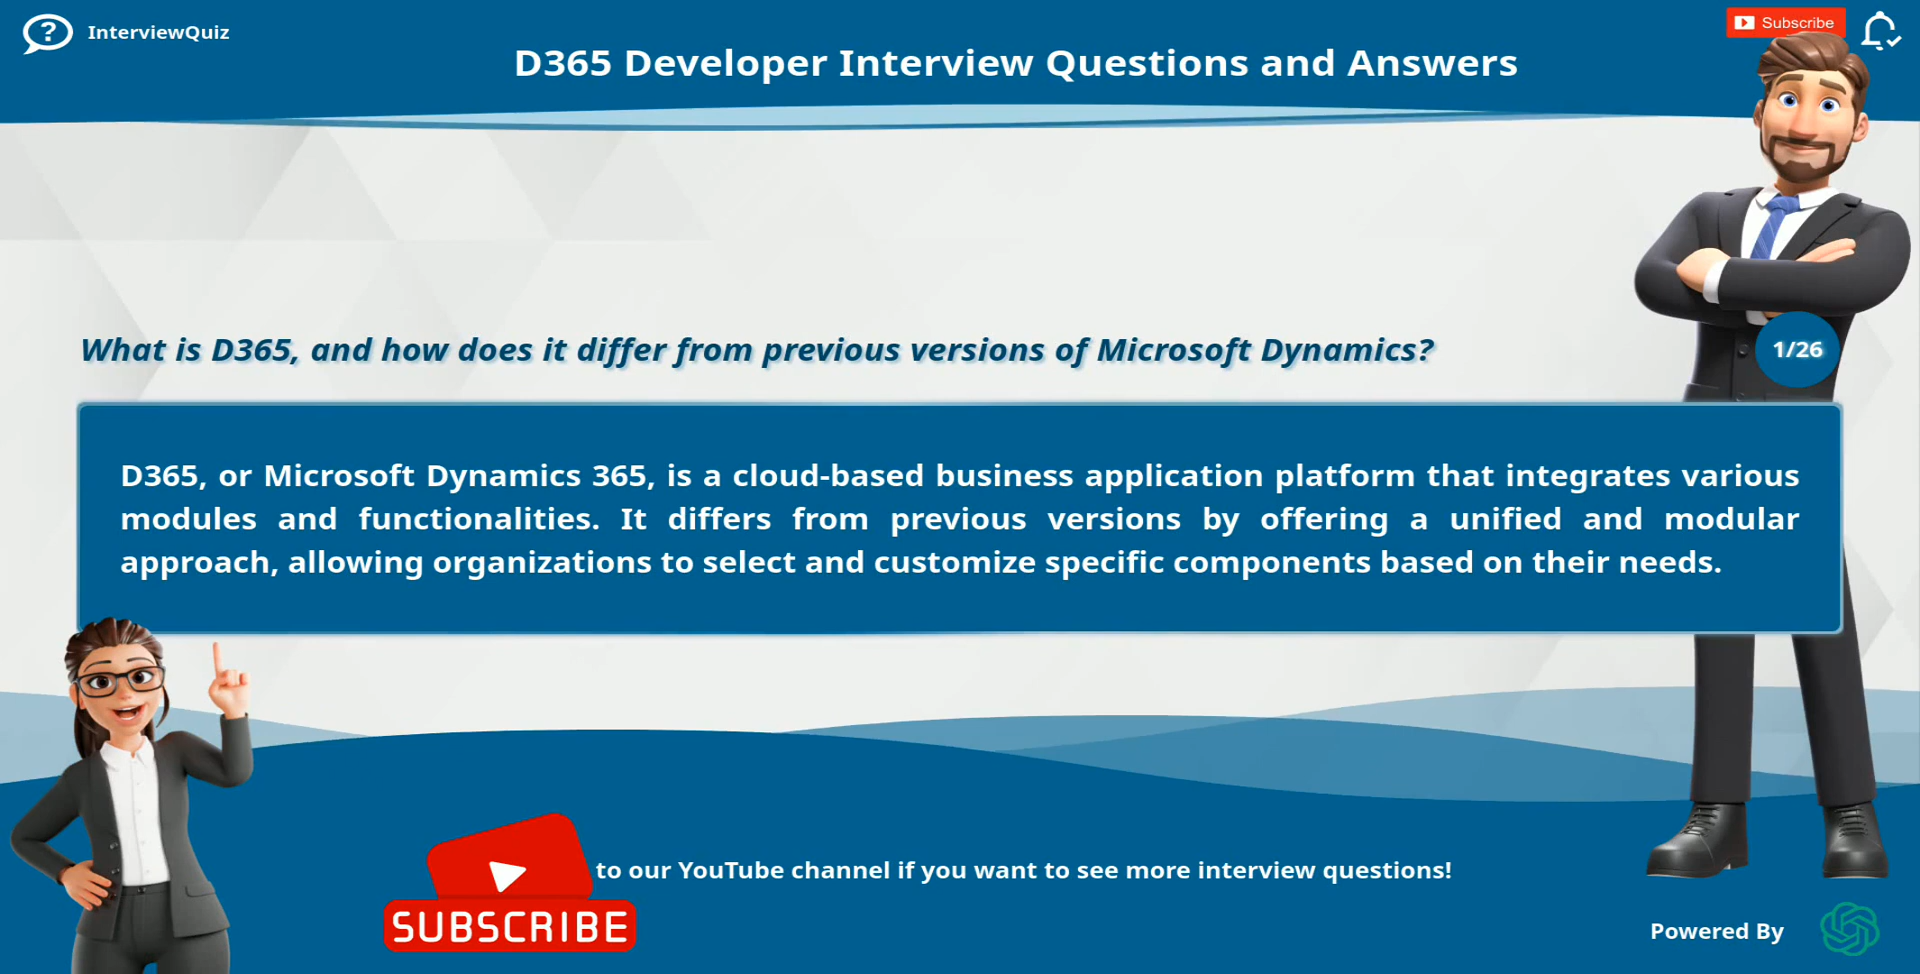 InterviewQuiz
Subscribe
D365 Developer Interview Questions and Answers
What is D365, and how does it differ from previous versions of Microsoft Dynamics?
1/26
D365, or Microsoft Dynamics 365, is a cloud-based business application platform that integrates various
modules and functionalities. It differs from previous versions by offering a unified and modular
approach, allowing organizations to select and customize specific components based on their needs.
to our YouTube channel if you want to see more interview questions!
SUBSCRIBE
Powered By